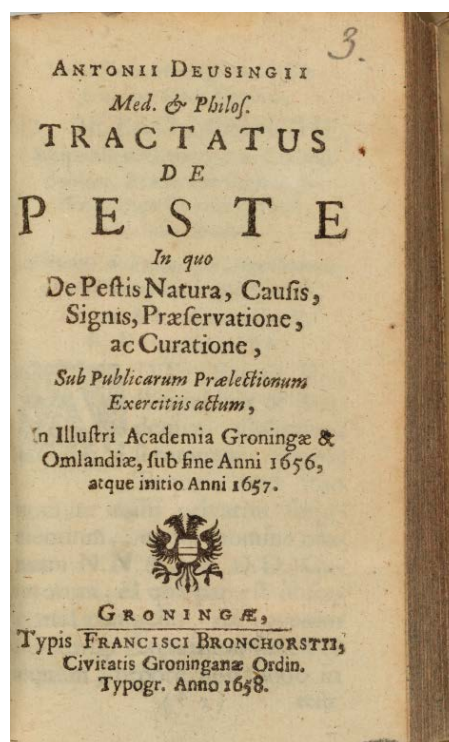 3.
ANTONII DEUSINGII
Med. & Philoſ.
TRACTATUS
DE
PESTE
In quo
De Peſtis Natura, Cauſis,
Signis, Præſervatione,
ac Curatione,
Sub Publicarum Prælectionum
Exercitiis actum,
In Illuſtri Academia Groningæ &
Omlandiæ, ſub fine Anni 1656,
atque initio Anni 1657.
GRONINGÆ,
Typis FRANCISCI BRONCHORSTII,
Civitatis Groninganæ Ordin.
Typogr. Anno 1658.